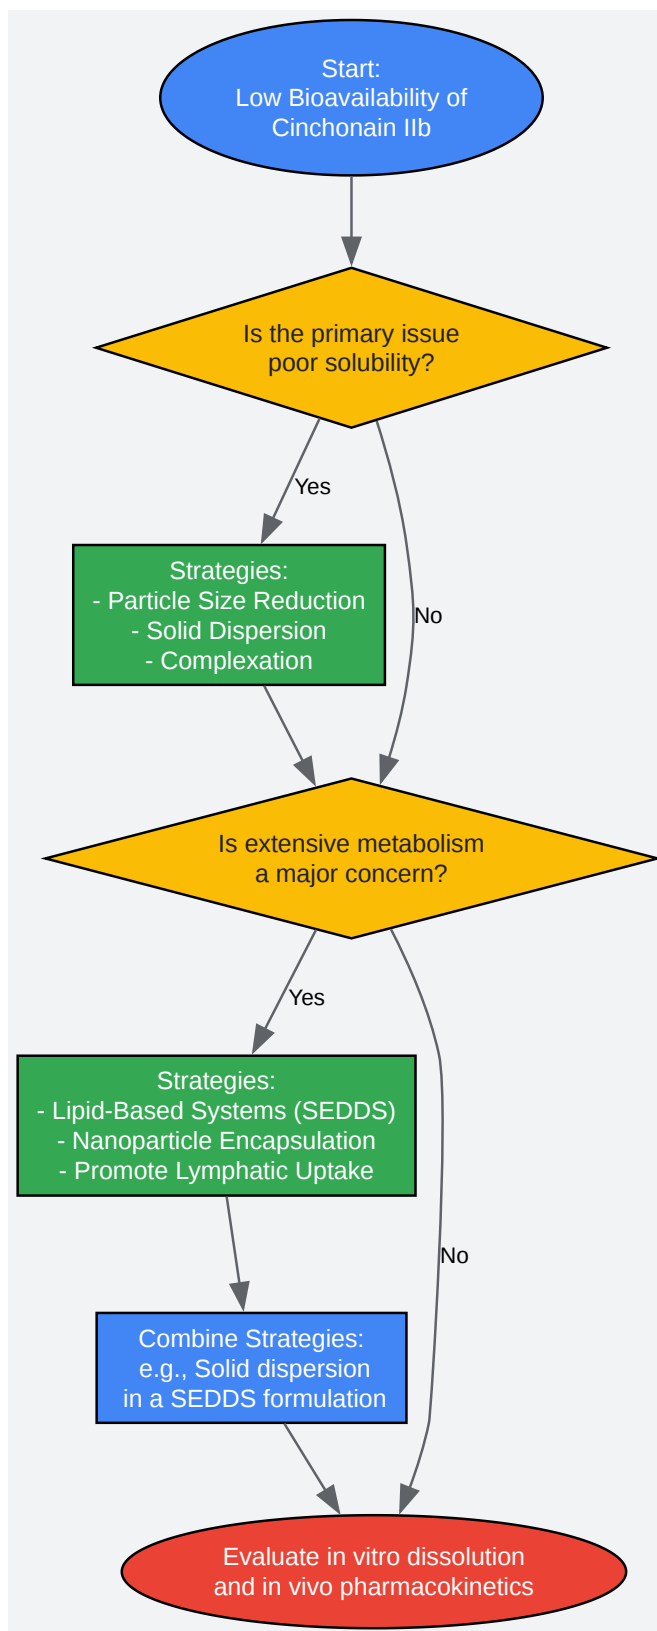 Start:
Low Bioavailability of
Cinchonain IIb
Is the primary issue
poor solubility?
Yes
Strategies:
- Particle Size Reduction
- Solid Dispersion
- Complexation
No
Is extensive metabolism
a major concern?
Yes
Strategies:
- Lipid-Based Systems (SEDDS)
- Nanoparticle Encapsulation
- Promote Lymphatic Uptake
No
Combine Strategies:
e.g., Solid dispersion
in a SEDDS formulation
Evaluate in vitro dissolution
and in vivo pharmacokinetics